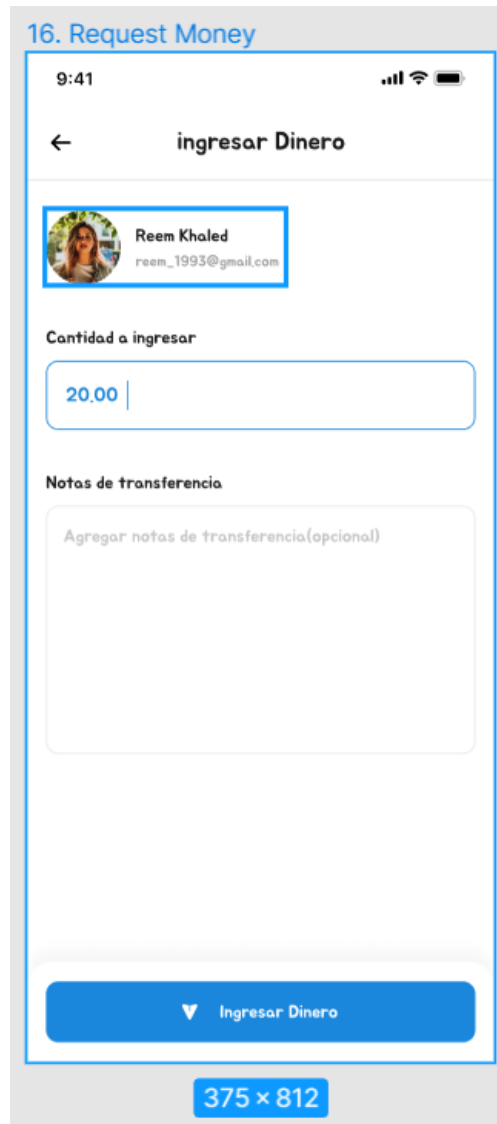 16. Request Money
9:41
ingresar Dinero
Reem Khaled
reem_1993@gmail.com
Cantidad a ingresar
20.00
Notas de transferencia
Agregar notas de transferencia(opcional)
Ingresar Dinero
375 × 812